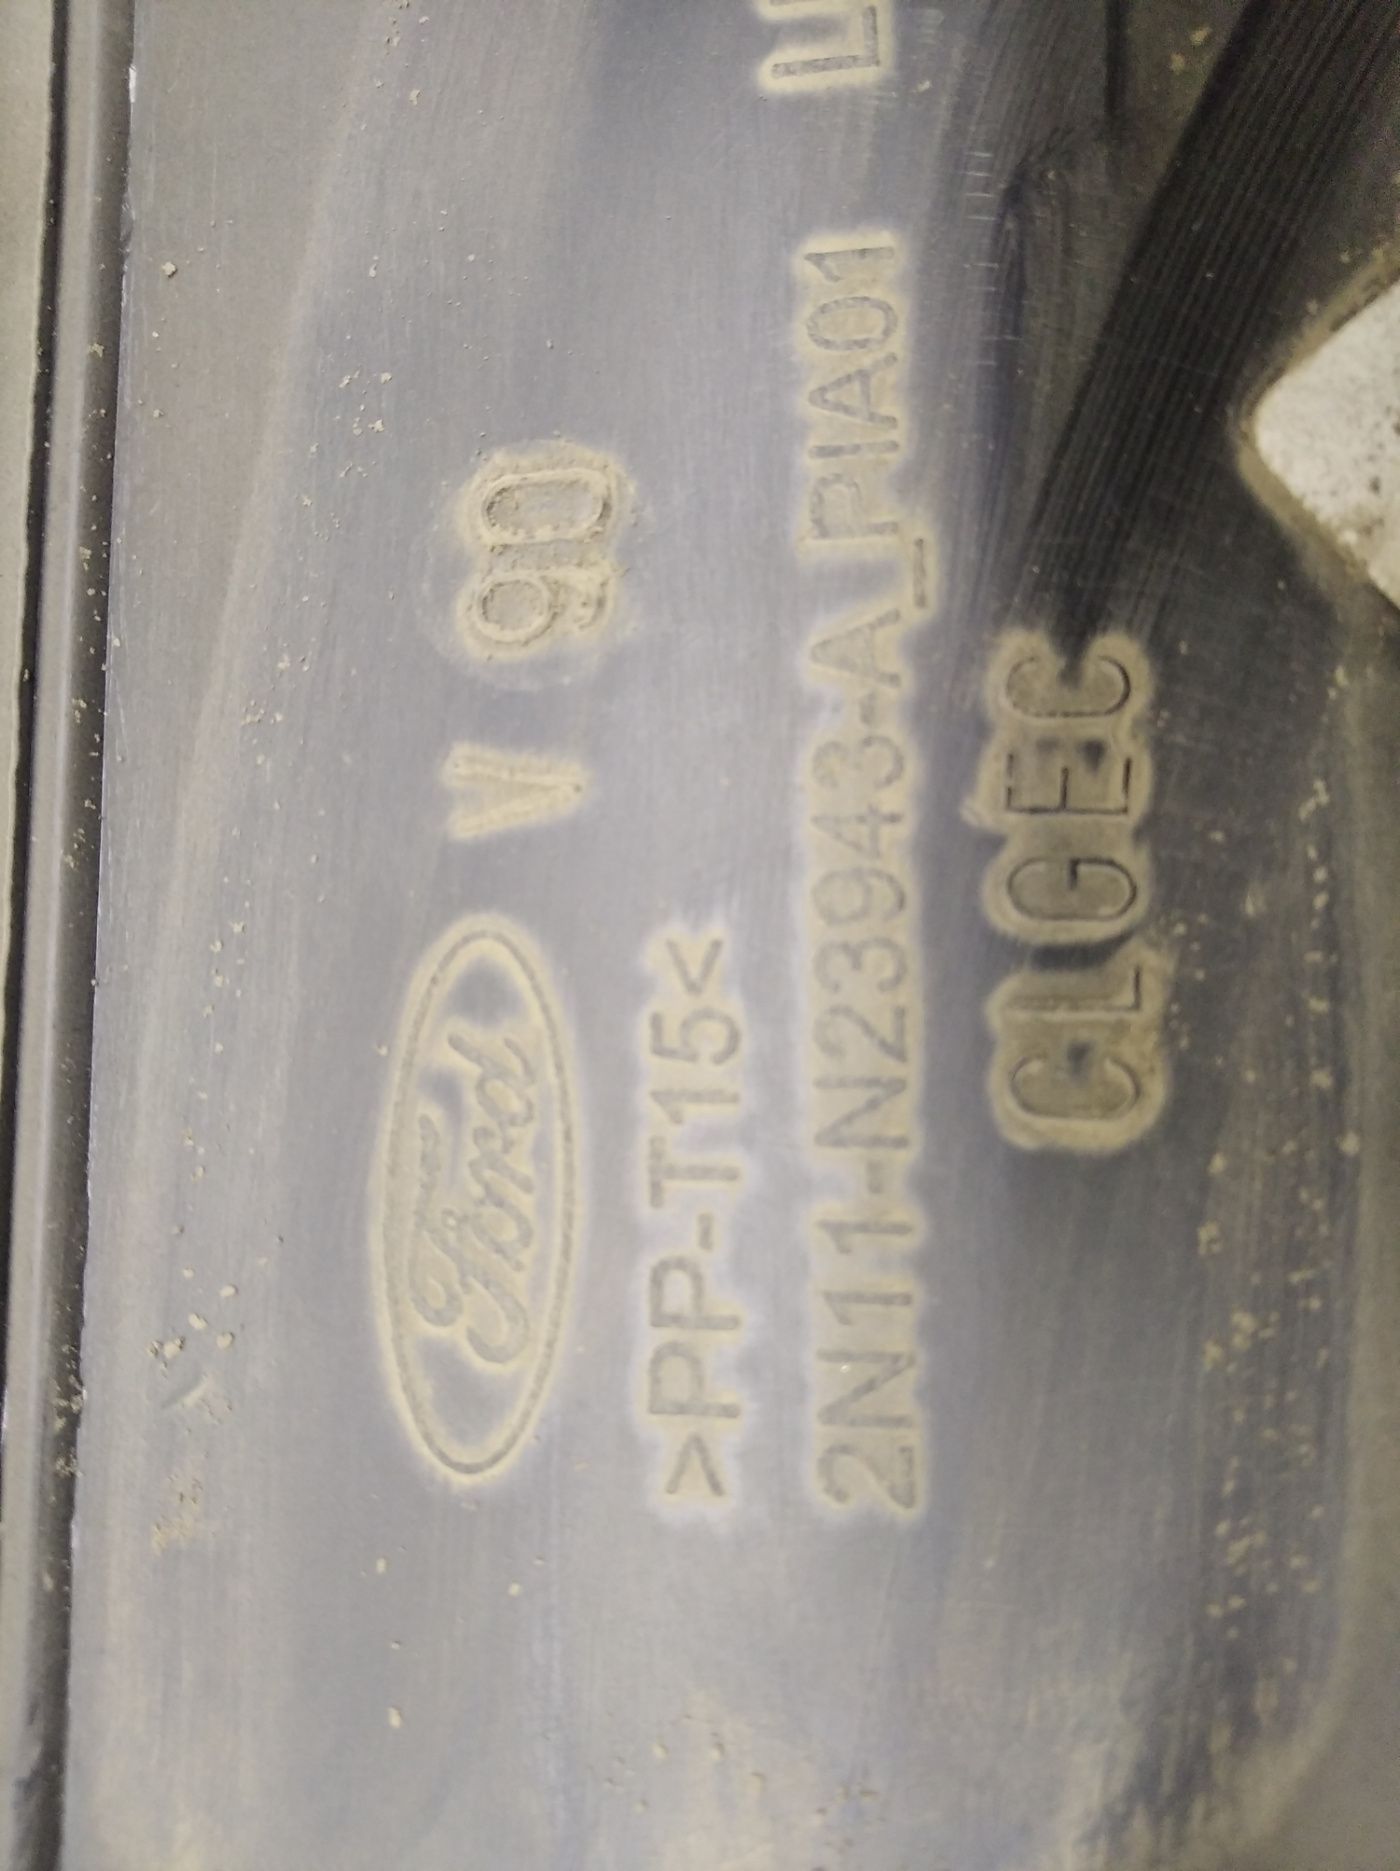 Ford V 90
>PP-T15<
2N11-N23943-A_PIA01
CLGEC